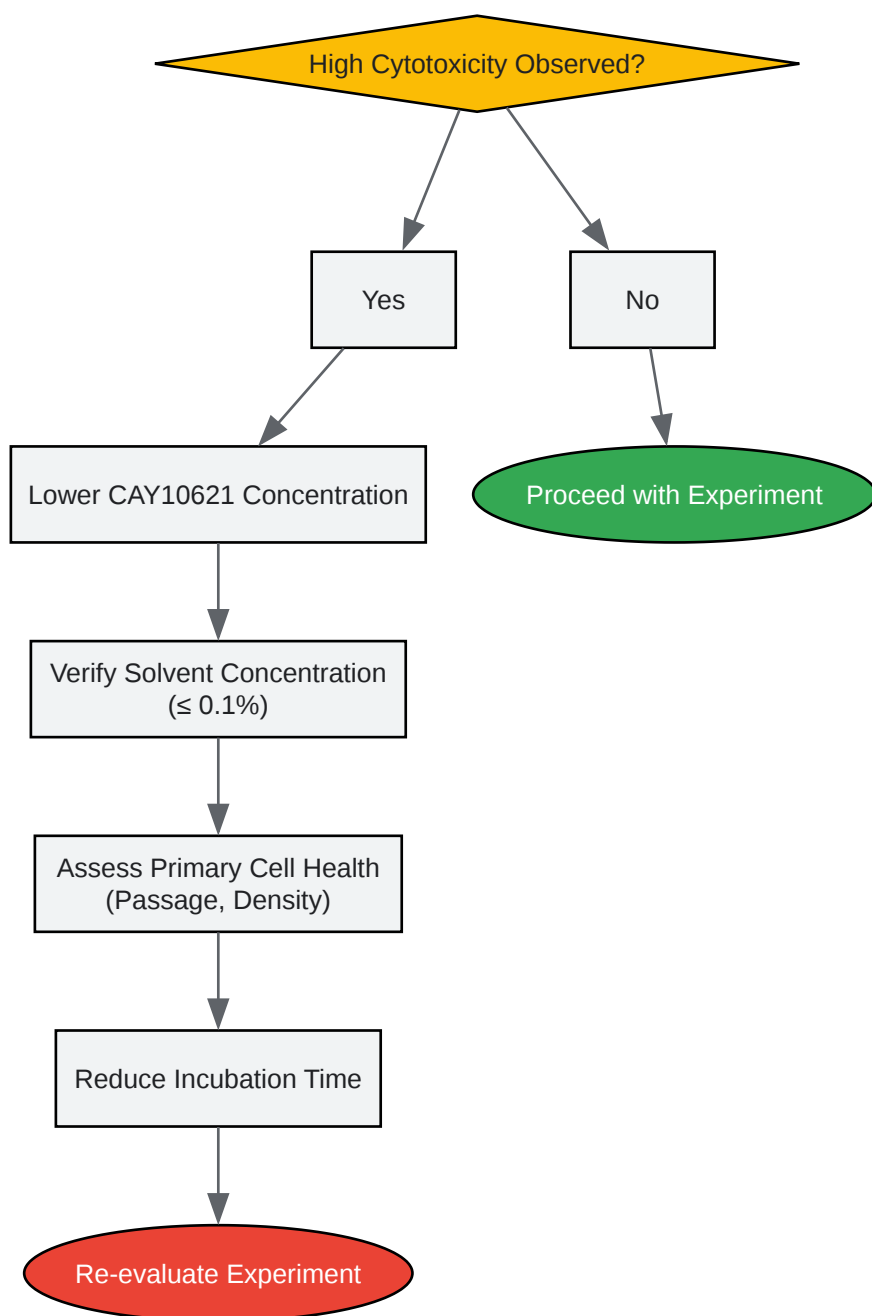 High Cytotoxicity Observed?
Yes
No
Lower CAY10621 Concentration
Proceed with Experiment
Verify Solvent Concentration
(≤ 0.1%)
Assess Primary Cell Health
(Passage, Density)
Reduce Incubation Time
Re-evaluate Experiment